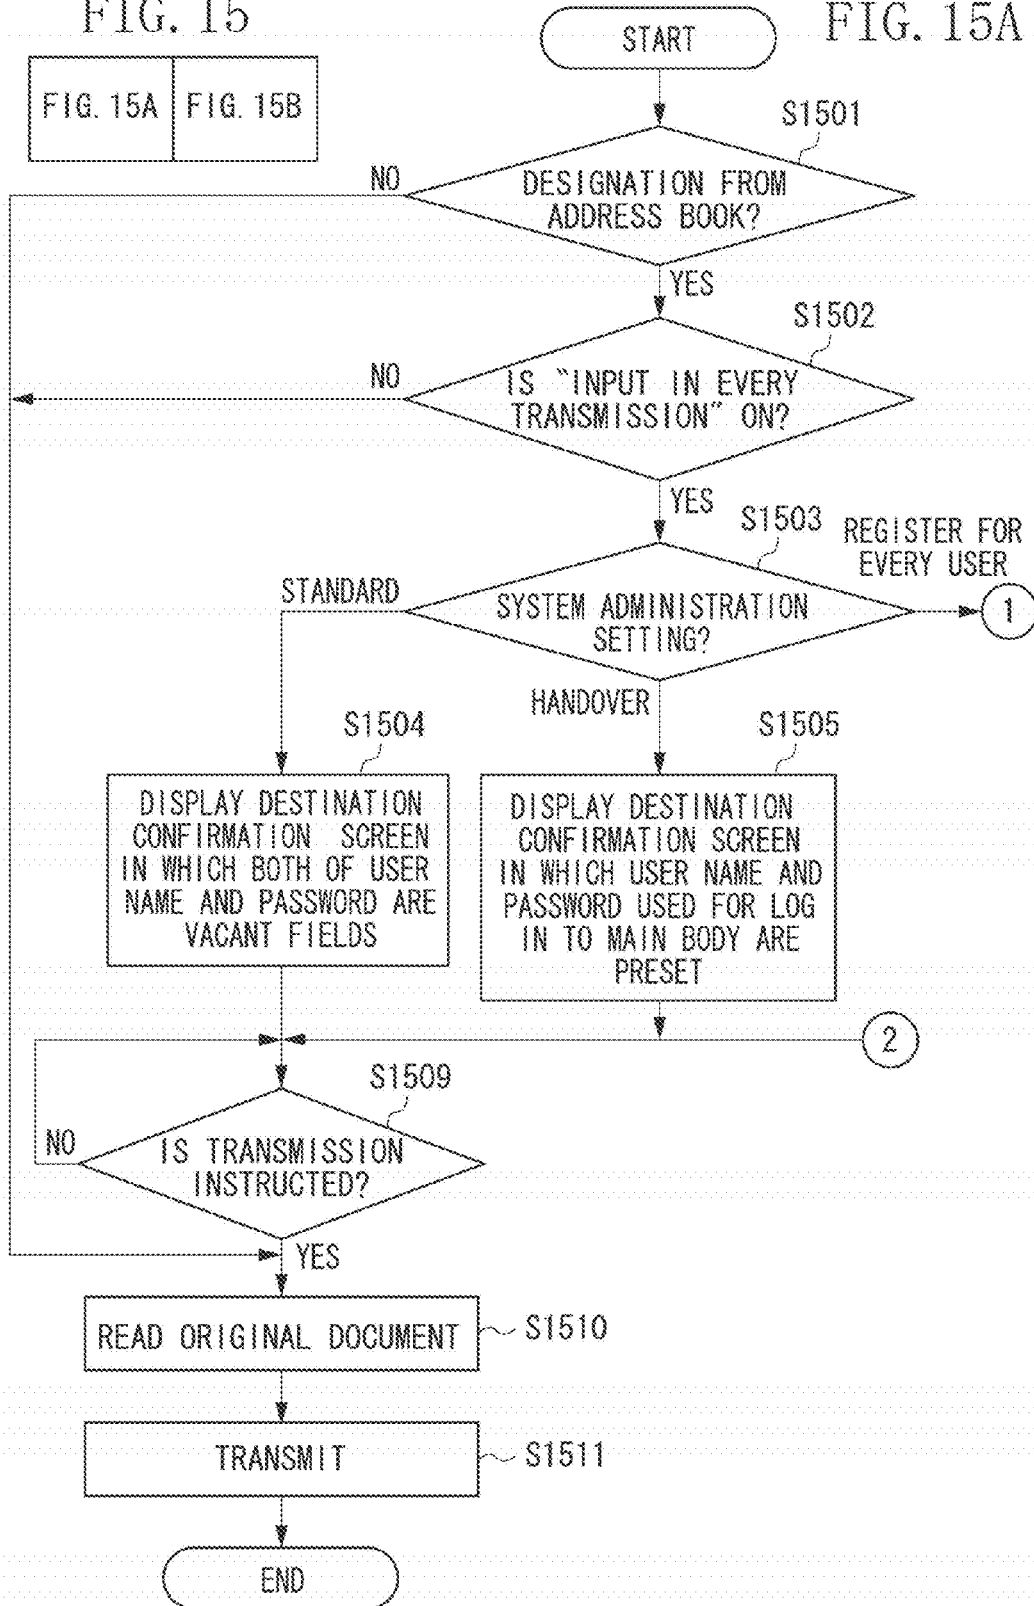 FIG. 15
FIG. 15A
FIG. 15A
FIG. 15B
START
S1501
DESIGNATION FROM
ADDRESS BOOK?
NO
YES
S1502
IS "INPUT IN EVERY
TRANSMISSION" ON?
NO
YES
S1503
SYSTEM ADMINISTRATION
SETTING?
REGISTER FOR
EVERY USER
1
STANDARD
HANDOVER
S1504
DISPLAY DESTINATION
CONFIRMATION SCREEN
IN WHICH BOTH OF USER
NAME AND PASSWORD ARE
VACANT FIELDS
S1505
DISPLAY DESTINATION
CONFIRMATION SCREEN
IN WHICH USER NAME AND
PASSWORD USED FOR LOG
IN TO MAIN BODY ARE
PRESET
2
S1509
IS TRANSMISSION
INSTRUCTED?
NO
YES
READ ORIGINAL DOCUMENT
S1510
TRANSMIT
S1511
END